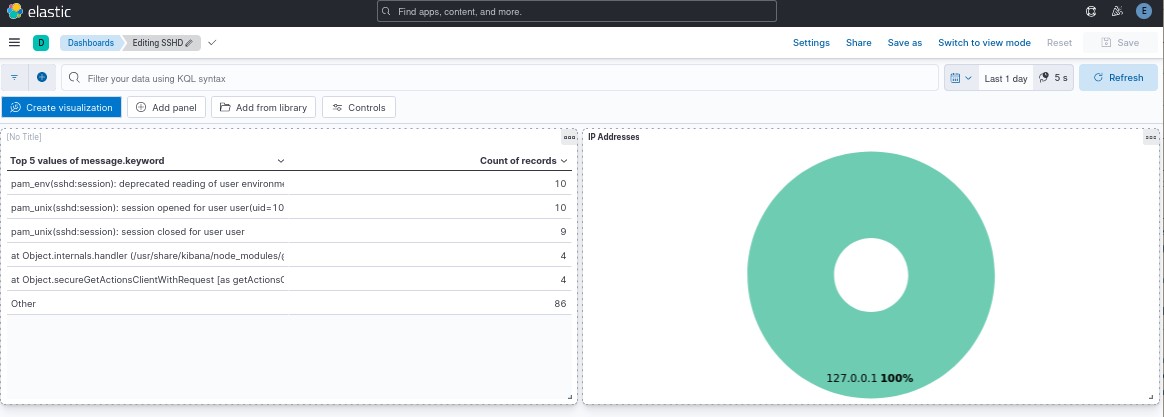 elastic
Find apps, content, and more.
E
D
Dashboards
Editing SSHD
Settings
Share
Save as
Switch to view mode
Reset
Save
Filter your data using KQL syntax
Last 1 day
5 s
Refresh
Create visualization
Add panel
Add from library
Controls
[No Title]
Top 5 values of message.keyword Count of records
pam_env(sshd:session): deprecated reading of user environme 10
pam_unix(sshd:session): session opened for user user(uid=10 10
pam_unix(sshd:session): session closed for user user 9
at Object.internals.handler (/usr/share/kibana/node_modules/ 4
at Object.secureGetActionsClientWithRequest [as getActions 4
Other 86
IP Addresses
127.0.0.1 100%